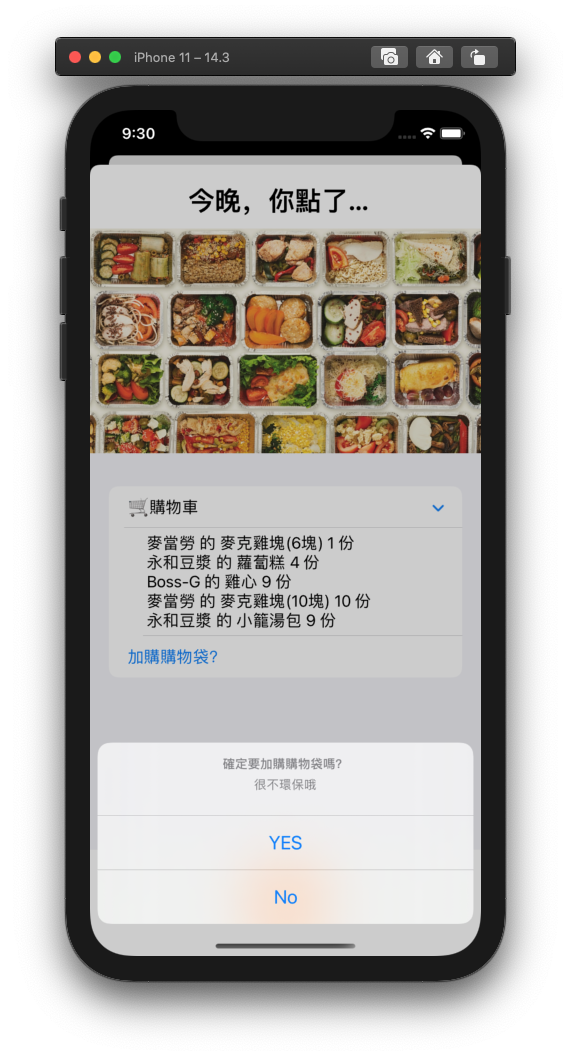 iPhone 11 – 14.3
9:30
今晚，你點了...
🛒購物車
麥當勞 的 麥克雞塊(6塊) 1 份
永和豆漿 的 蘿蔔糕 4 份
Boss-G 的 雞心 9 份
麥當勞 的 麥克雞塊(10塊) 10 份
永和豆漿 的 小籠湯包 9 份
加購購物袋?
確定要加購購物袋嗎?
很不環保哦
YES
No